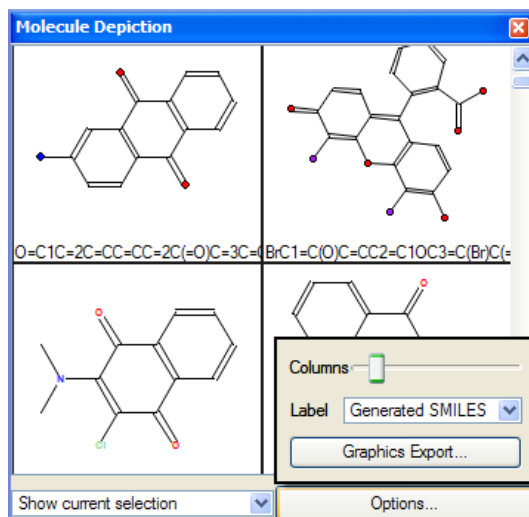 Molecule Depiction
O=C1C=2C=CC=CC=2C(=O)C=3C=C
BrC1=C(O)C=CC2=C1OC3=C(Br)C(=
O
N
Cl
O
O
Columns
Label Generated SMILES
Graphics Export...
Show current selection Options...